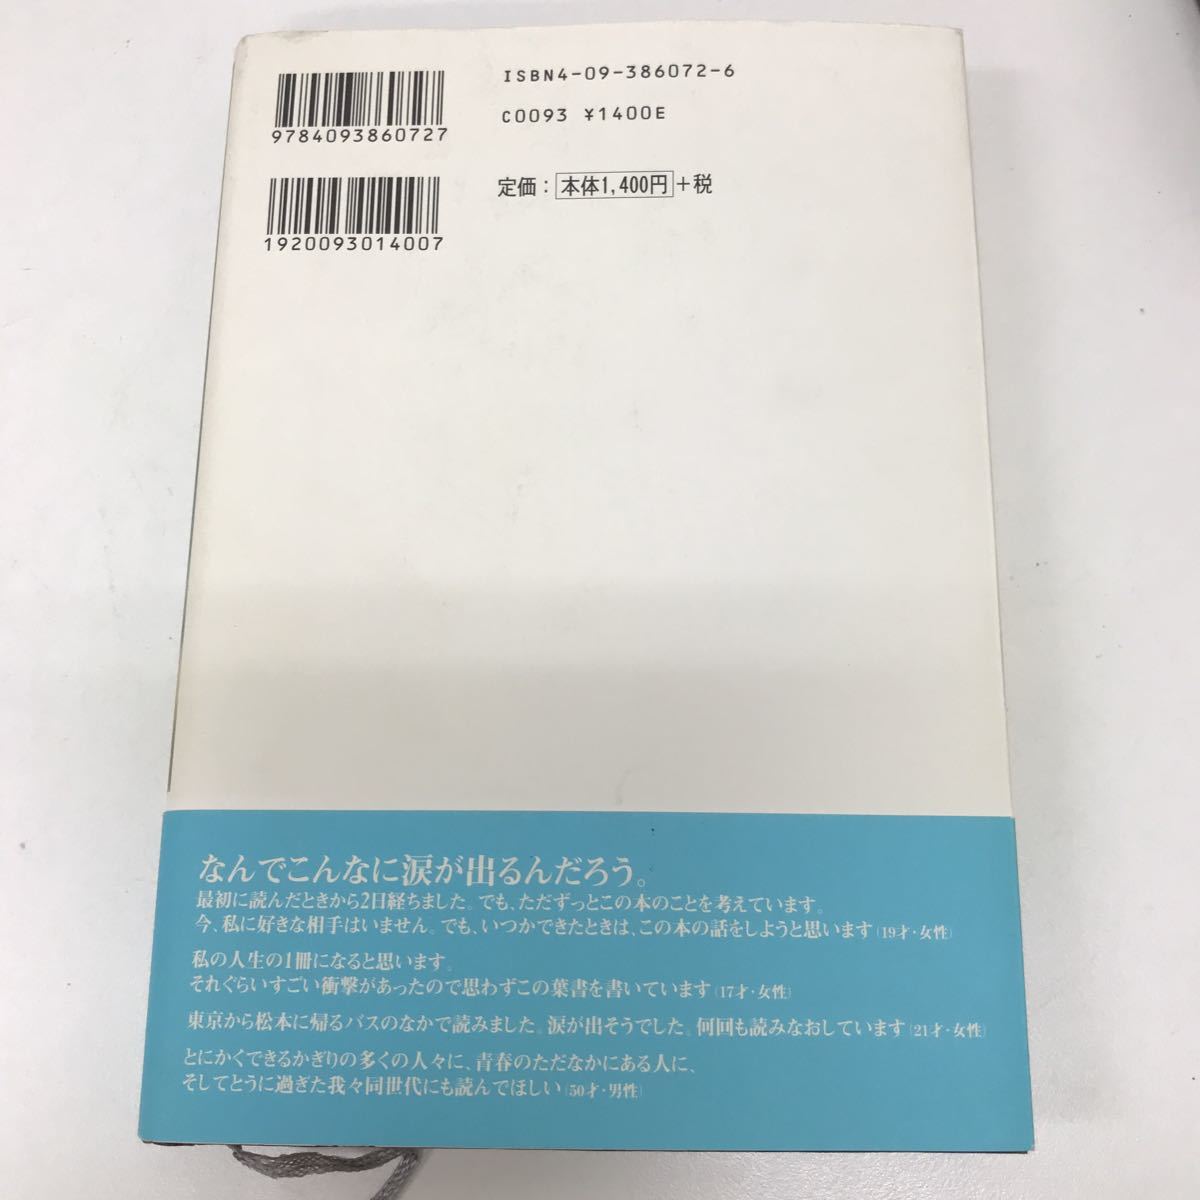 9784093860727
ISBN4-09-386072-6
C0093 ¥1400E
1920093014007
定価：本体1,400円＋税
なんでこんなに涙が出るんだろう。
最初に読んだときから2日経ちました。でも、ただずっとこの本のことを考えています。
今、私に好きな相手はいません。でも、いつかできたときは、この本の話をしようと思います（19才・女性）
私の人生の1冊になると思います。
それぐらいすごい衝撃があったので思わずこの葉書を書いています（17才・女性）
東京から松本に帰るバスのなかで読みました。涙が出そうでした。何回も読みなおしています（21才・女性）
とにかくできるかぎりの多くの人々に、青春のただなかにある人に、
そしてとうに過ぎた我々同世代にも読んでほしい（50才・男性）